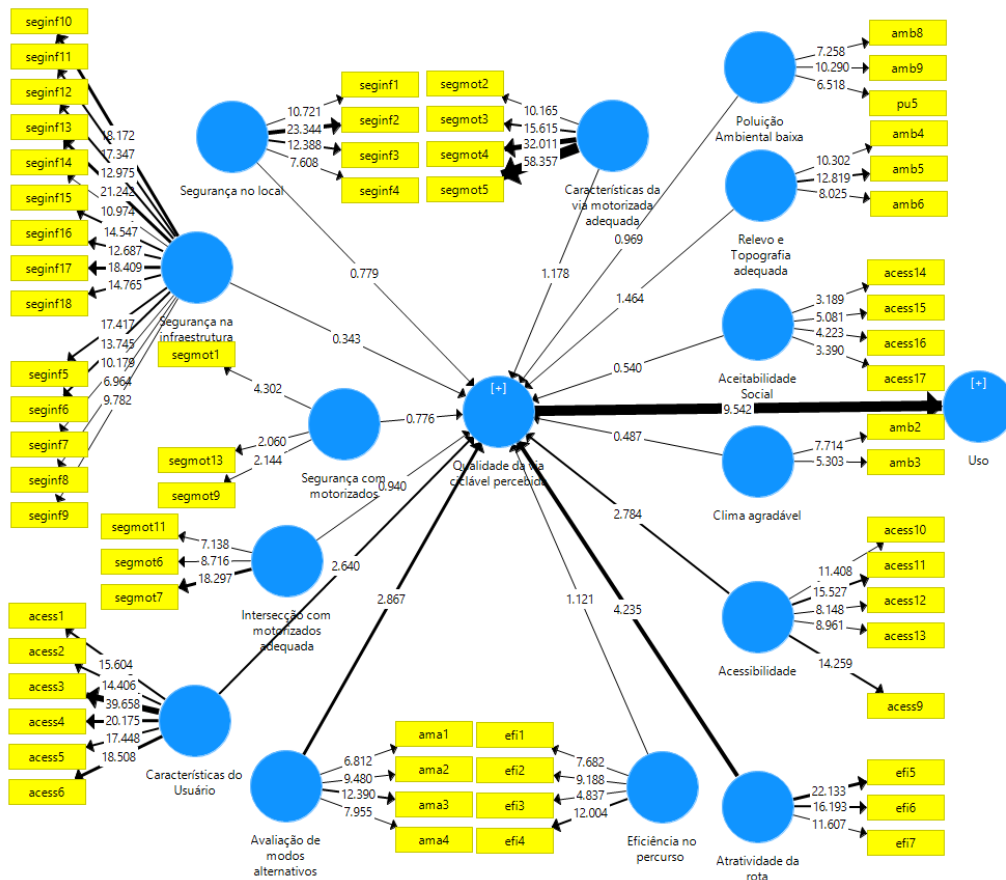 seginf10
seginf11
seginf12
seginf13
seginf14
seginf15
seginf16
seginf17
seginf18
18.172
17.347
12.975
21.242
10.974
14.547
12.687
18.409
14.765
Segurança na
infraestrutura
17.417
13.745
10.179
6.964
9.782
seginf5
seginf6
seginf7
seginf8
seginf9
0.343
Segurança no local
10.721
23.344
12.388
7.608
seginf1
seginf2
seginf3
seginf4
0.779
segmot2
segmot3
segmot4
segmot5
10.165
15.615
32.011
58.357
Características da
via motorizada
adequada
1.178
Poluição
Ambiental baixa
7.258
10.290
6.518
amb8
amb9
pu5
0.969
Relevo e
Topografia
adequada
10.302
12.819
8.025
amb4
amb5
amb6
1.464
Aceitabilidade
Social
3.189
5.081
4.223
3.390
acess14
acess15
acess16
acess17
0.540
segmot1
4.302
2.060
2.144
segmot13
segmot9
Segurança com
motorizados
0.776
[+]
Qualidade da via
ciclável percebida
9.542
[+]
Uso
Clima agradável
7.714
5.303
amb2
amb3
0.487
segmot11
segmot6
segmot7
7.138
8.716
18.297
Intersecção com
motorizados
adequada
0.940
Acessibilidade
11.408
15.527
8.148
8.961
14.259
acess10
acess11
acess12
acess13
acess9
2.784
acess1
acess2
acess3
acess4
acess5
acess6
15.604
14.406
39.658
20.175
17.448
18.508
Características do
Usuário
2.640
Avaliação de
modos
alternativos
6.812
9.480
12.390
7.955
ama1
ama2
ama3
ama4
2.867
efi1
efi2
efi3
efi4
7.682
9.188
4.837
12.004
Eficiência no
percurso
1.121
Atratividade da
rota
22.133
16.193
11.607
efi5
efi6
efi7
4.235